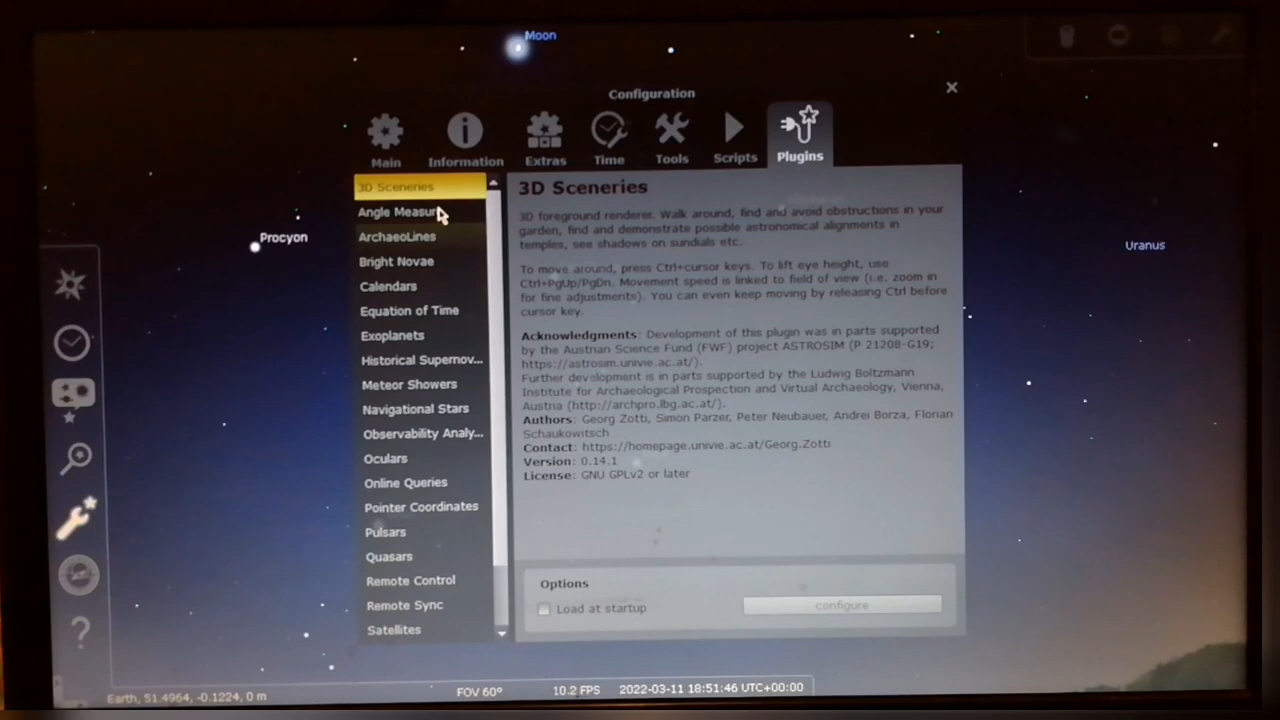 Moon
Configuration
Main
Information
Extras
Time
Tools
Scripts
Plugins
Procyon
Uranus
3D Sceneries
Angle Measur
ArchaeoLines
Bright Novae
Calendars
Equation of Time
Exoplanets
Historical Supernov...
Meteor Showers
Navigational Stars
Observability Analy...
Oculars
Online Queries
Pointer Coordinates
Pulsars
Quasars
Remote Control
Remote Sync
Satellites
3D Sceneries
3D foreground renderer. Walk around, find and avoid obstructions in your
garden, find and demonstrate possible astronomical alignments in
temples, see shadows on sundials etc.
To move around, press Ctrl+cursor keys. To lift eye height, use
Ctrl+PgUp/PgDn. Movement speed is linked to field of view (i.e. zoom in
for fine adjustments). You can even keep moving by releasing Ctrl before
cursor key.
Acknowledgments: Development of this plugin was in parts supported
by the Austrian Science Fund (FWF) project ASTROSIM (P 21208-G19;
https://astrosim.univie.ac.at/).
Further development is in parts supported by the Ludwig Boltzmann
Institute for Archaeological Prospection and Virtual Archaeology, Vienna,
Austria (http://archpro.lbg.ac.at/).
Authors: Georg Zotti, Simon Parzer, Peter Neubauer, Andrei Borza, Florian
Schaukowitsch
Contact: https://homepage.univie.ac.at/Georg.Zotti
Version: 0.14.1
License: GNU GPLv2 or later
Options
Load at startup
configure
Earth, 51.4964, -0.1224, 0 m
FOV 60°
10.2 FPS
2022-03-11 18:51:46 UTC+00:00